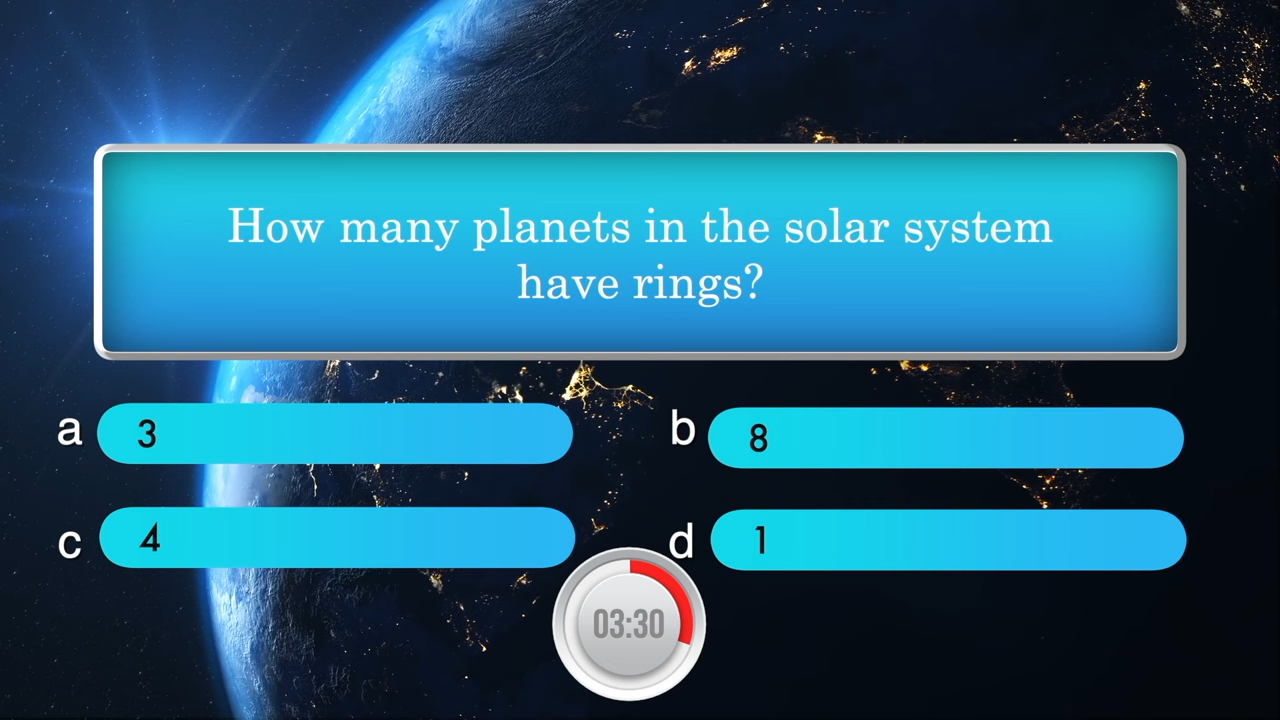 How many planets in the solar system
have rings?
a 3
b 8
c 4
d 1
03:30